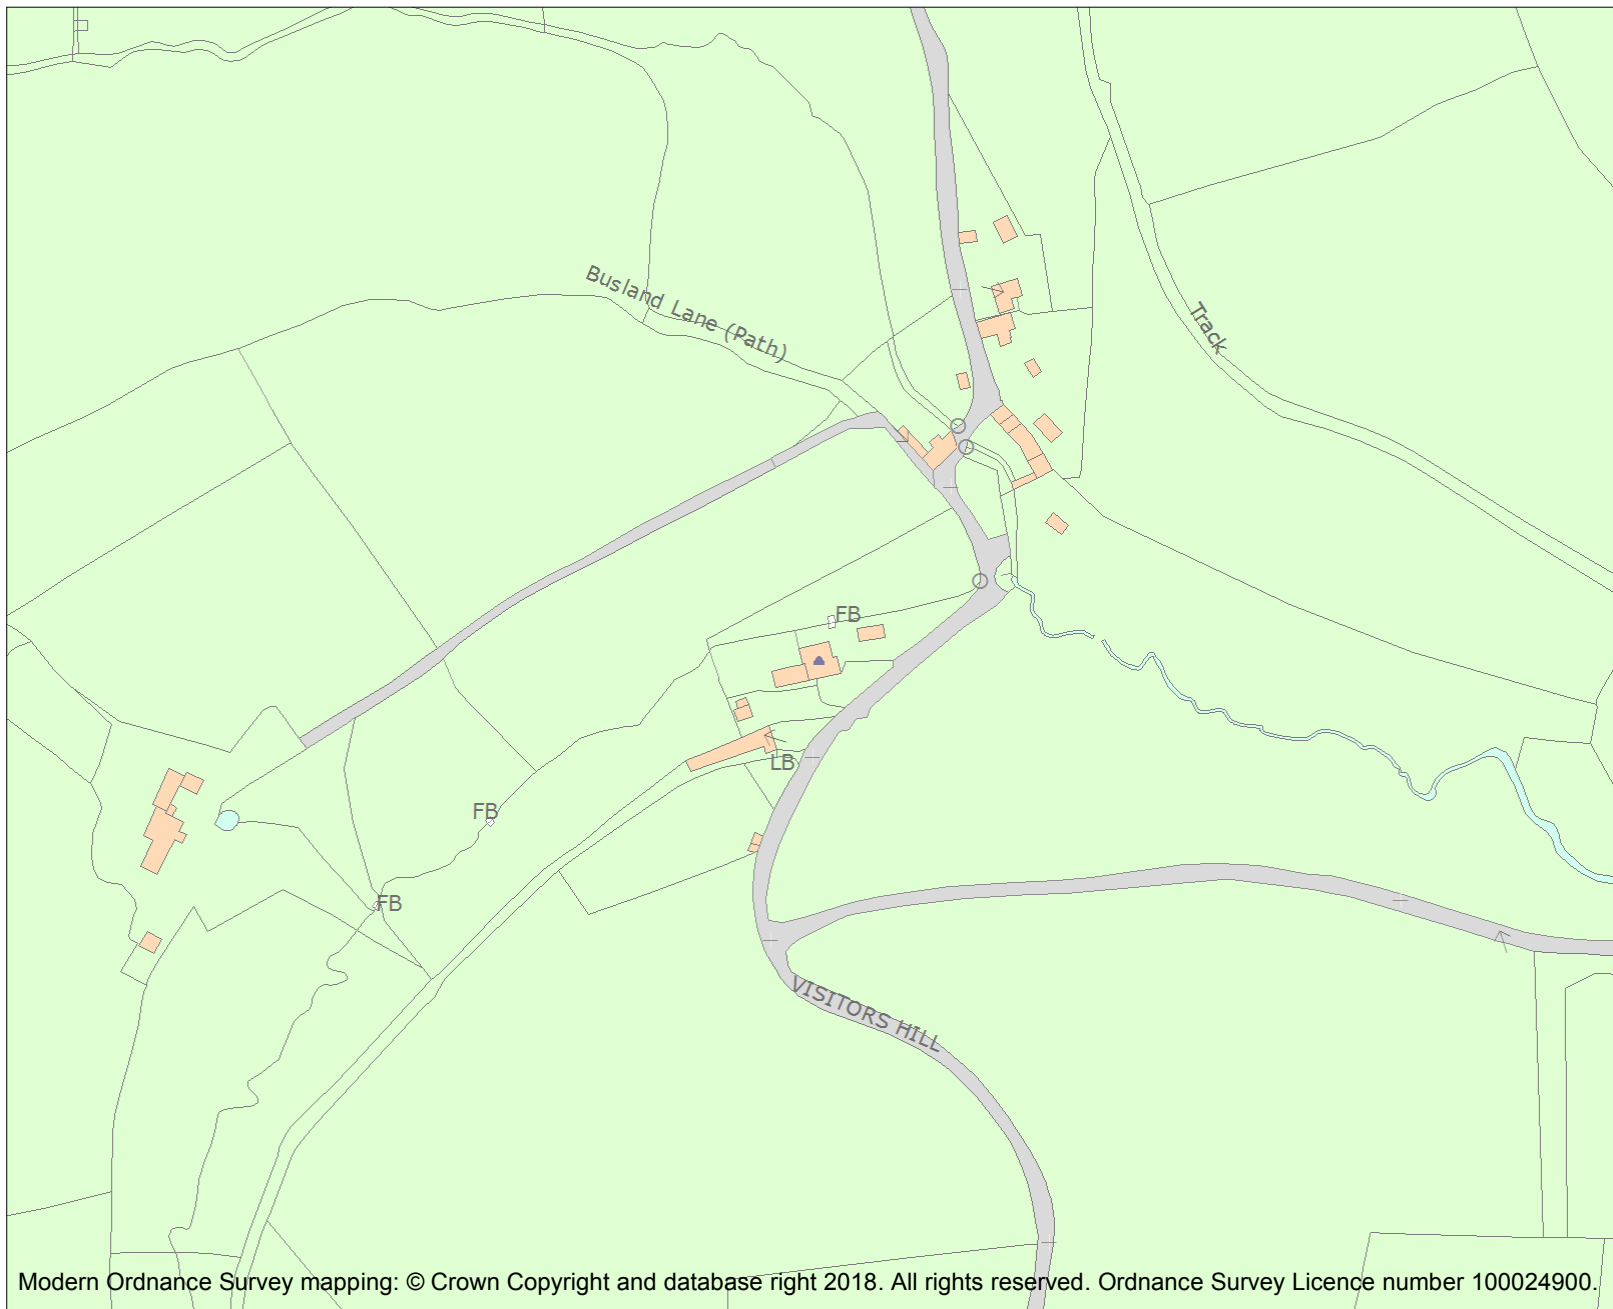 Busland Lane (Path)
Track
FB
LB
FB
FB
VISITORS HILL
Modern Ordnance Survey mapping: © Crown Copyright and database right 2018. All rights reserved. Ordnance Survey Licence number 100024900.